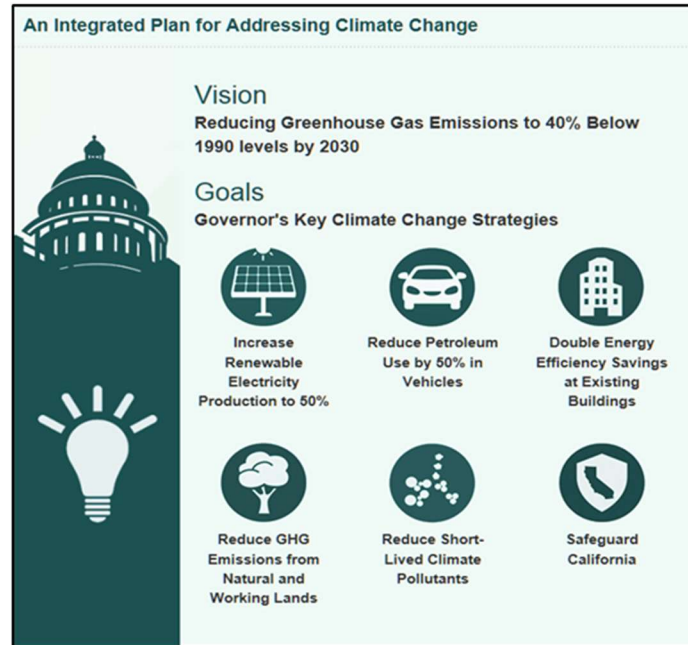 An Integrated Plan for Addressing Climate Change
Vision
Reducing Greenhouse Gas Emissions to 40% Below
1990 levels by 2030
Goals
Governor's Key Climate Change Strategies
Increase
Renewable
Electricity
Production to 50%
Reduce Petroleum
Use by 50% in
Vehicles
Double Energy
Efficiency Savings
at Existing
Buildings
Reduce GHG
Emissions from
Natural and
Working Lands
Reduce Short-
Lived Climate
Pollutants
Safeguard
California